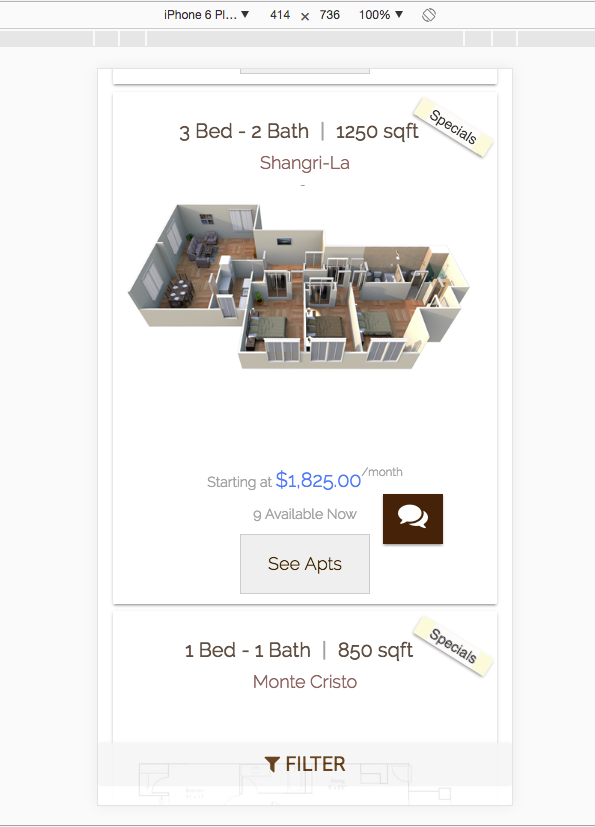 iPhone 6 Pl... ▼ 414 × 736 100% ▼
Specials
3 Bed - 2 Bath | 1250 sqft
Shangri-La
-
Starting at $1,825.00/month
9 Available Now
See Apts
Specials
1 Bed - 1 Bath | 850 sqft
Monte Cristo
FILTER